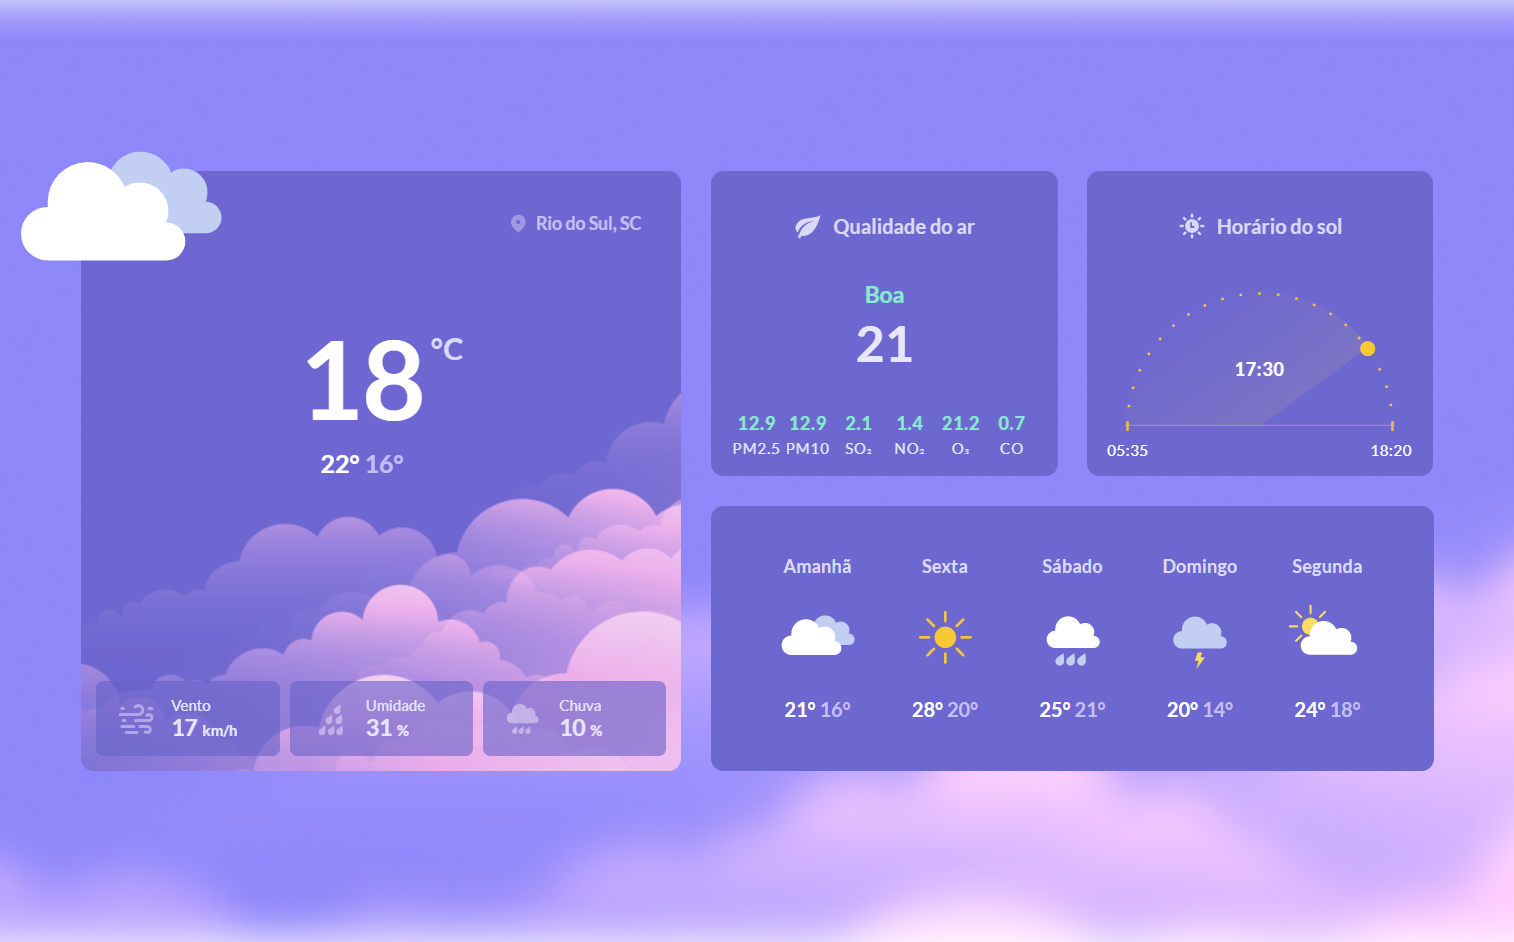 Rio do Sul, SC
18 °C
22° 16°
Vento
17 km/h
Umidade
31 %
Chuva
10 %
Qualidade do ar
Boa
21
12.9 12.9 2.1 1.4 21.2 0.7
PM2.5 PM10 SO₂ NO₂ O₃ CO
Horário do sol
17:30
05:35 18:20
Amanhã Sexta Sábado Domingo Segunda
21° 16° 28° 20° 25° 21° 20° 14° 24° 18°